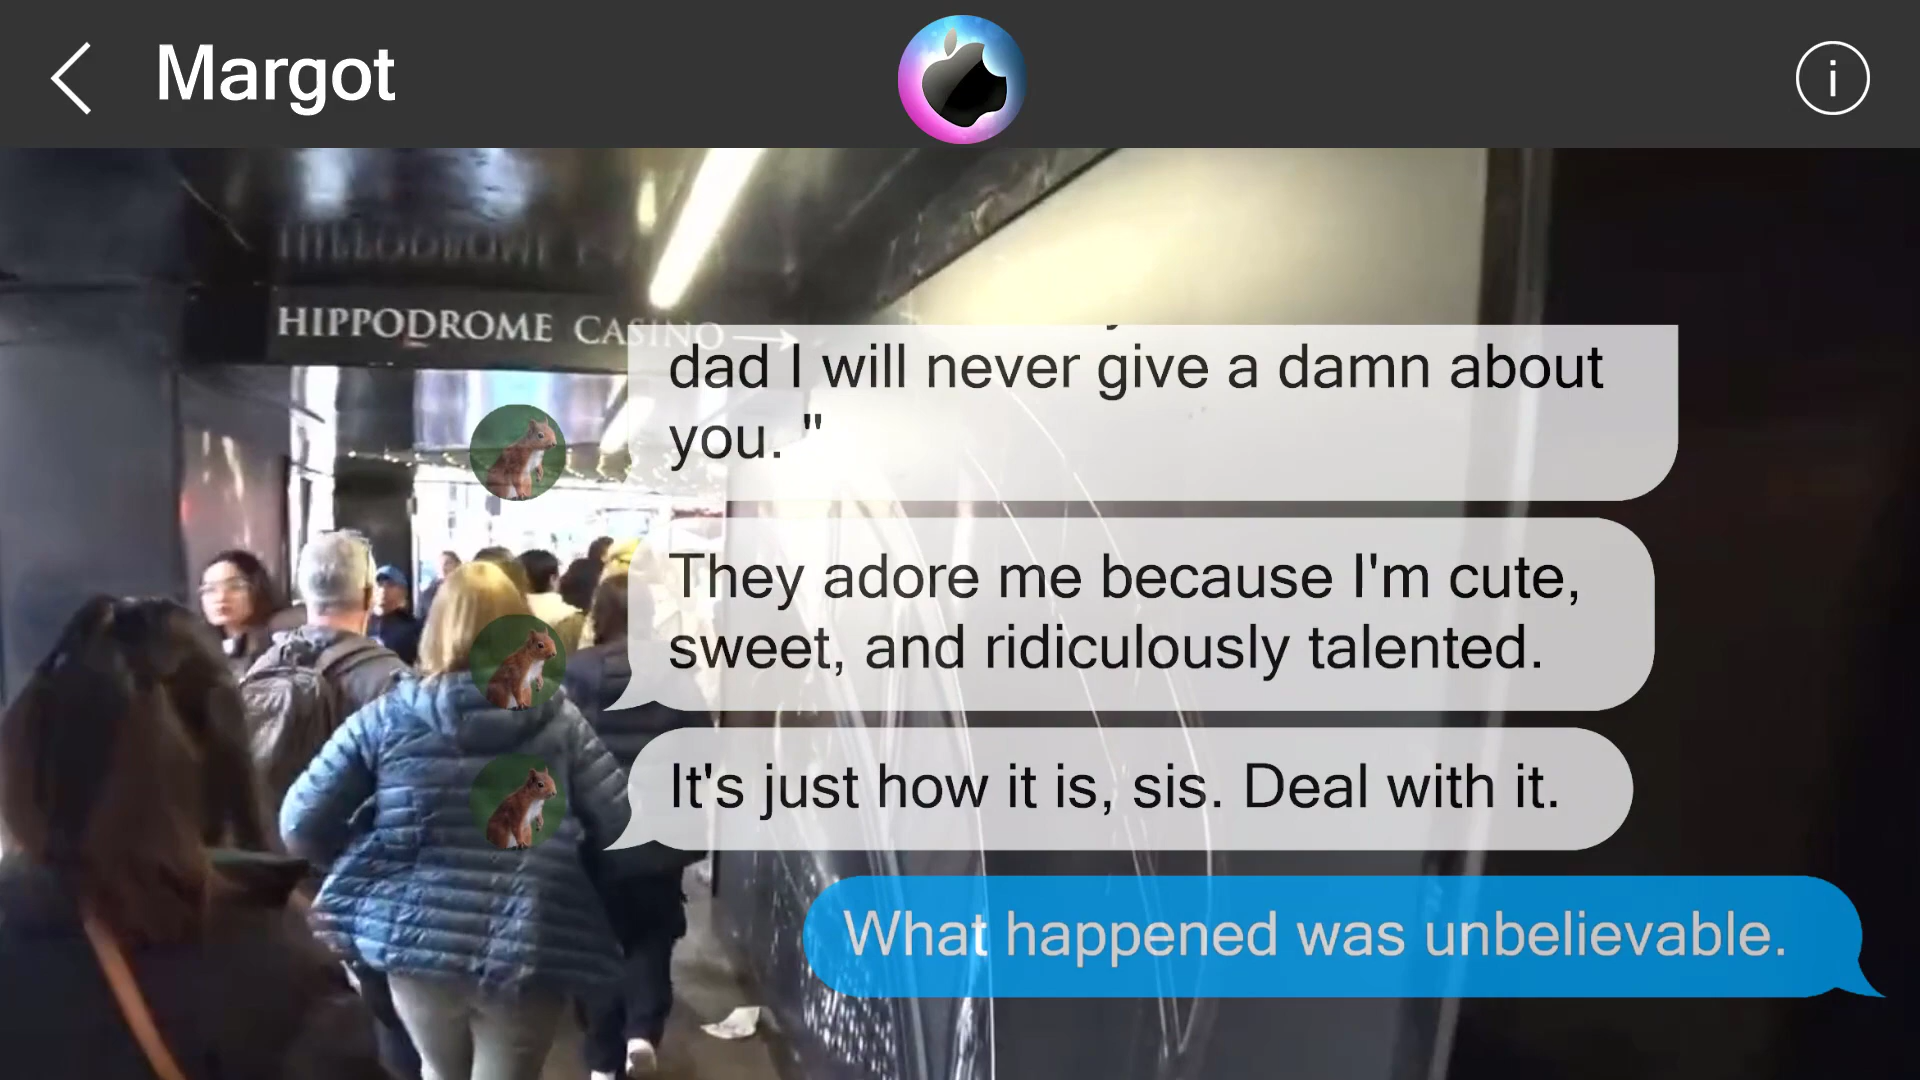 Margot
i
HIPPODROME CASINO →
dad I will never give a damn about
you. "
They adore me because I'm cute,
sweet, and ridiculously talented.
It's just how it is, sis. Deal with it.
What happened was unbelievable.